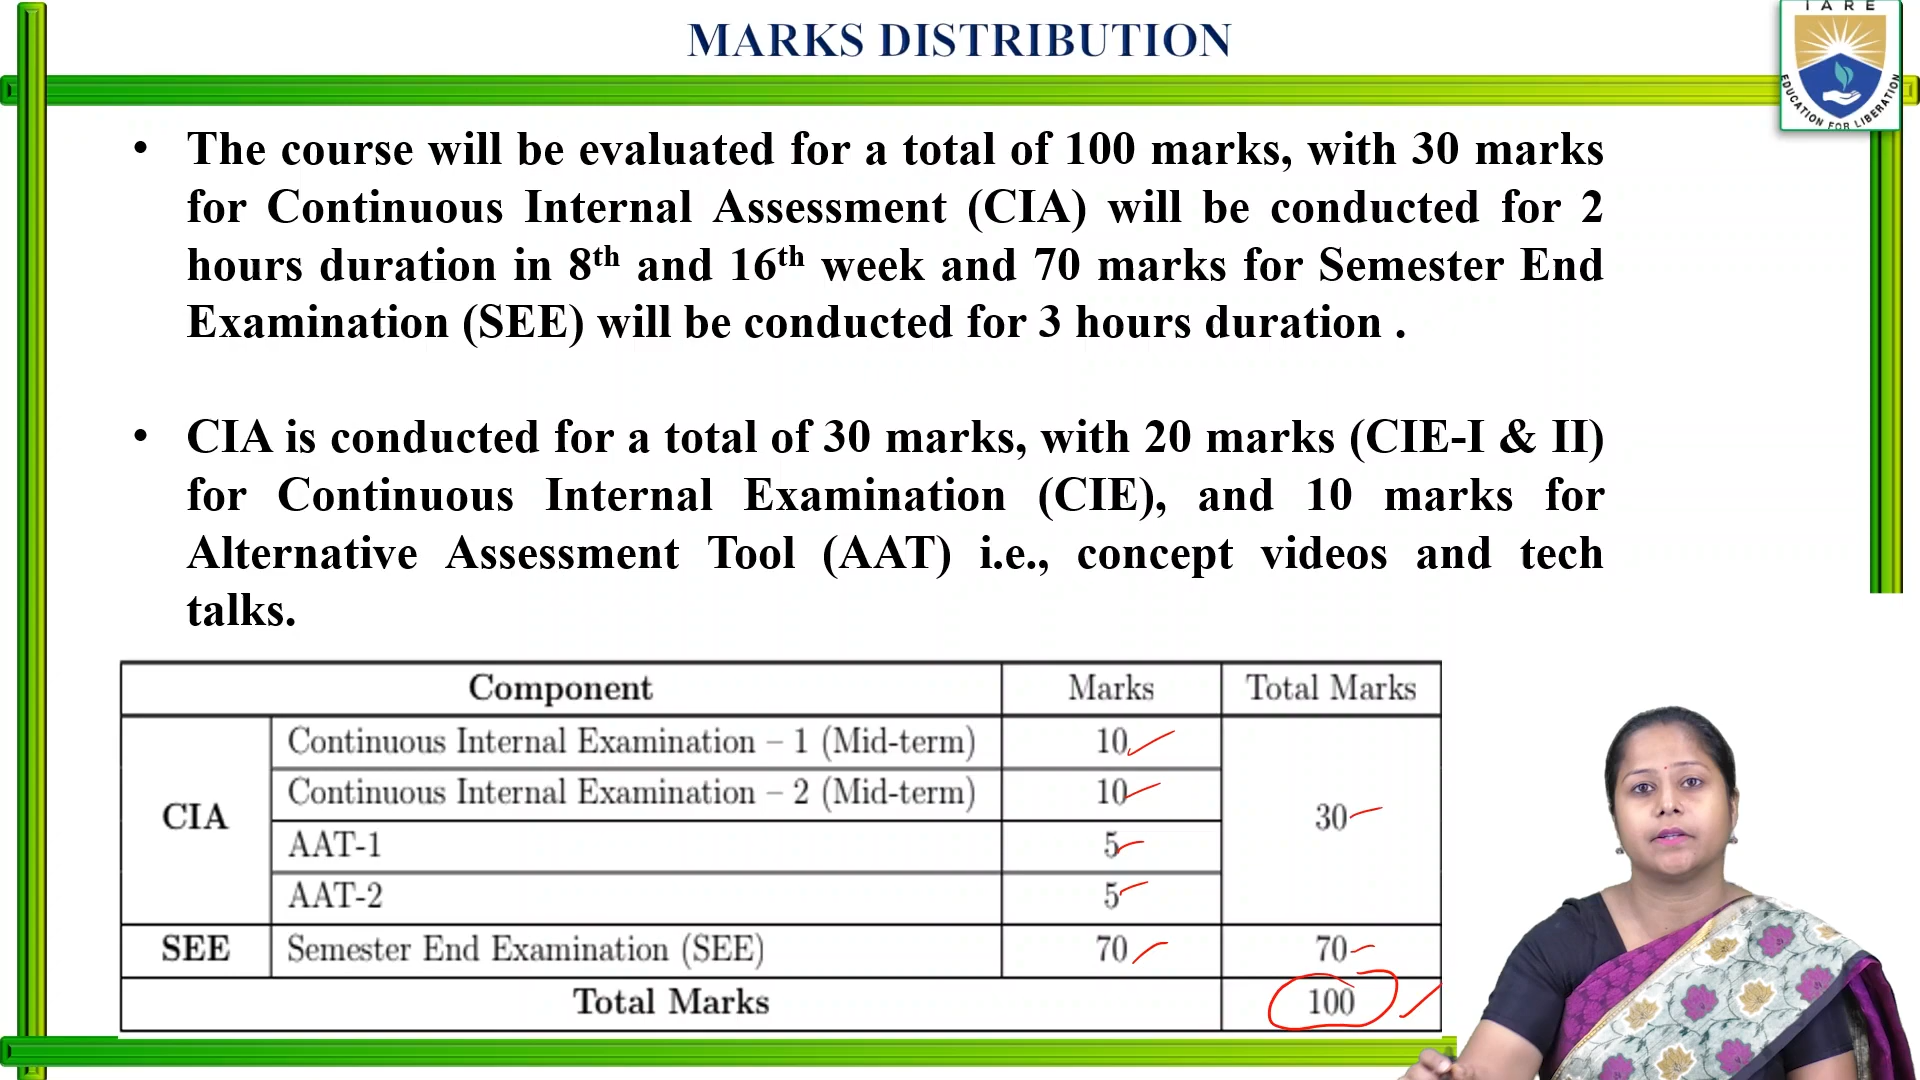 MARKS DISTRIBUTION
IARE
EDUCATION FOR LIBERATION
• The course will be evaluated for a total of 100 marks, with 30 marks
for Continuous Internal Assessment (CIA) will be conducted for 2
hours duration in 8th and 16th week and 70 marks for Semester End
Examination (SEE) will be conducted for 3 hours duration .
• CIA is conducted for a total of 30 marks, with 20 marks (CIE-I & II)
for Continuous Internal Examination (CIE), and 10 marks for
Alternative Assessment Tool (AAT) i.e., concept videos and tech
talks.
Component Marks Total Marks
CIA Continuous Internal Examination – 1 (Mid-term) 10 30
Continuous Internal Examination – 2 (Mid-term) 10
AAT-1 5
AAT-2 5
SEE Semester End Examination (SEE) 70 70
Total Marks 100